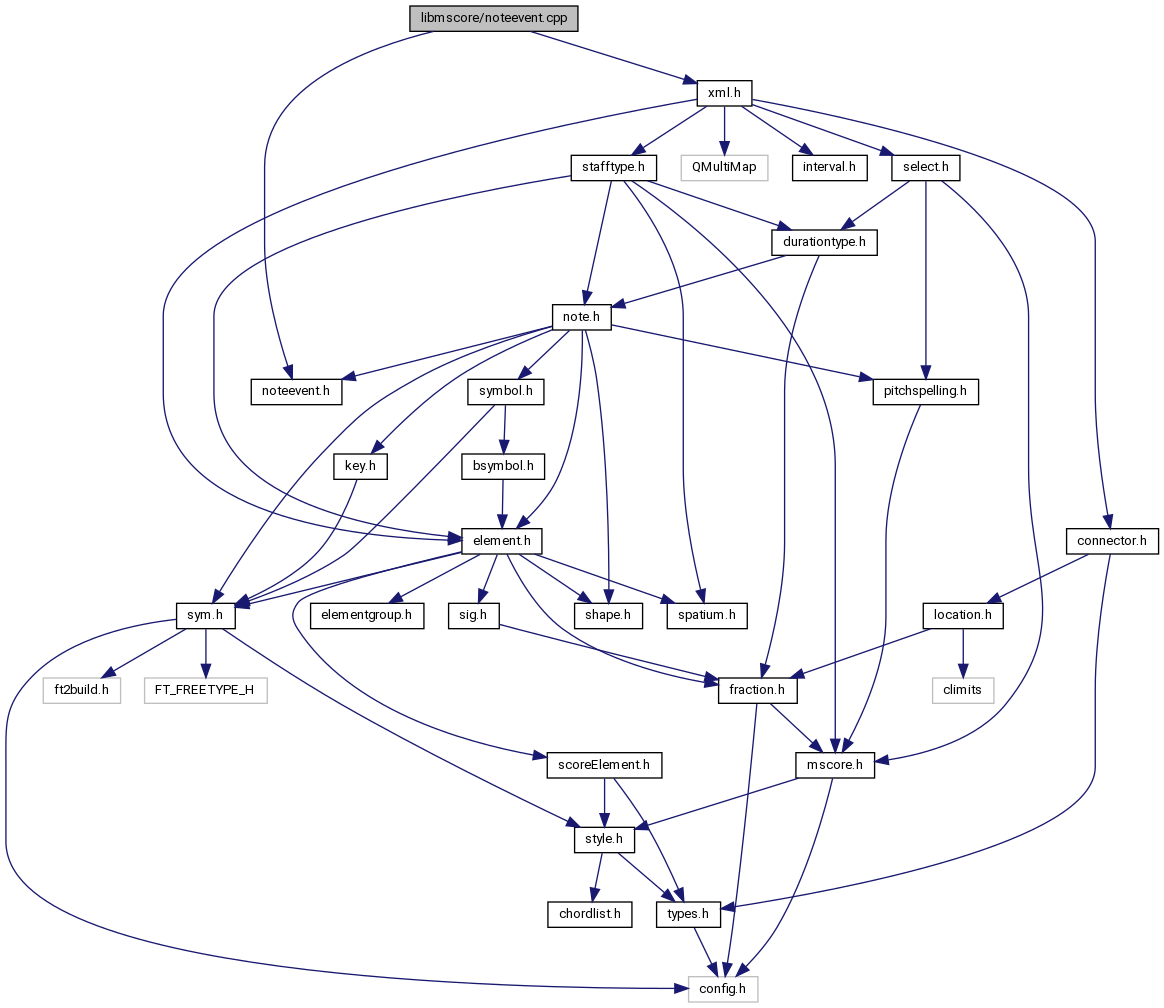 libmscore/noteevent.cpp
xml.h
stafftype.h
QMultiMap
interval.h
select.h
durationtype.h
note.h
noteevent.h
symbol.h
pitchspelling.h
key.h
bsymbol.h
element.h
connector.h
sym.h
elementgroup.h
sig.h
shape.h
spatium.h
location.h
ft2build.h
FT_FREETYPE_H
fraction.h
climits
scoreElement.h
mscore.h
style.h
chordlist.h
types.h
config.h